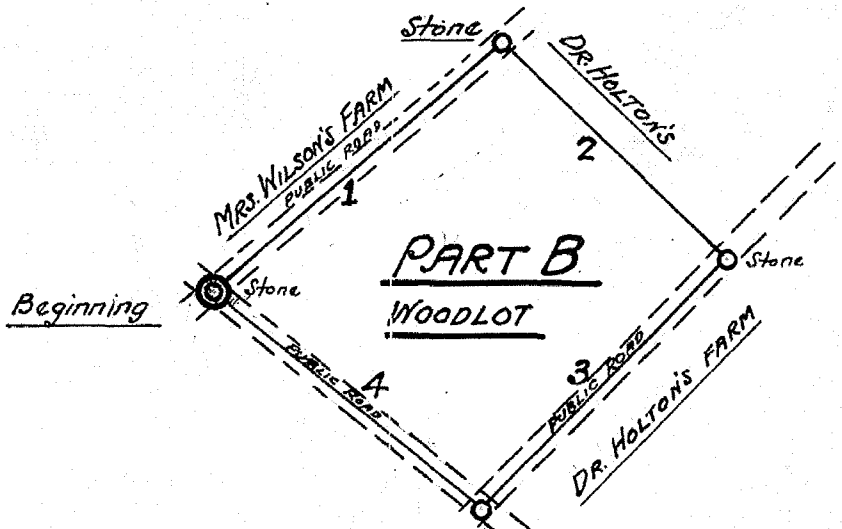 Stone
DR. HOLTON'S
MRS. WILSON'S FARM
PUBLIC ROAD
1
2
PART B
WOODLOT
Stone
Stone
Beginning
PUBLIC ROAD
4
3
PUBLIC ROAD
DR. HOLTON'S FARM